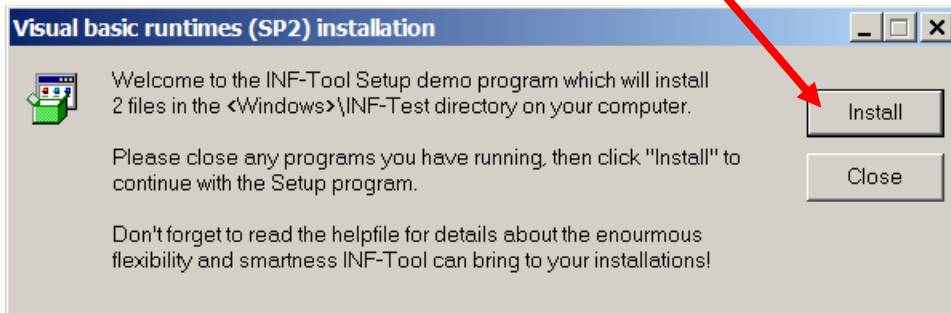 Visual basic runtimes (SP2) installation
Welcome to the INF-Tool Setup demo program which will install
2 files in the <Windows>\INF-Test directory on your computer.
Install
Please close any programs you have running, then click "Install" to
continue with the Setup program.
Close
Don't forget to read the helpfile for details about the enourmous
flexibility and smartness INF-Tool can bring to your installations!